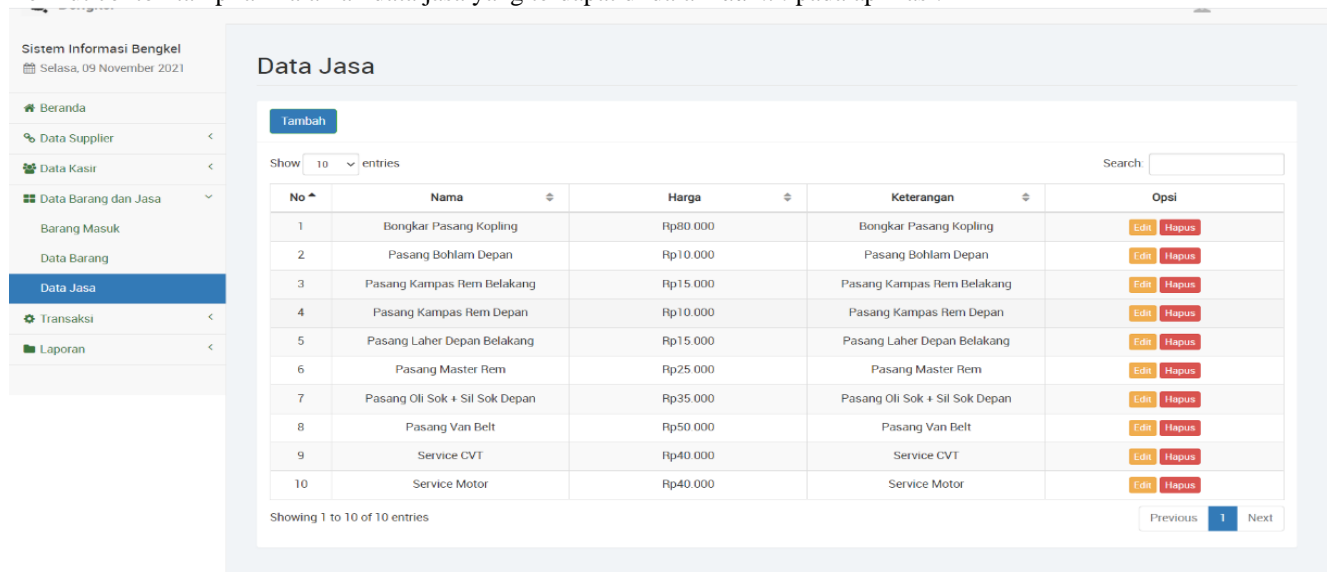 Sistem Informasi Bengkel
Selasa, 09 November 2021
Beranda
Data Supplier
Data Kasir
Data Barang dan Jasa
Barang Masuk
Data Barang
Data Jasa
Transaksi
Laporan
Data Jasa
Tambah
Show 10 entries
Search:
No Nama Harga Keterangan Opsi
1 Bongkar Pasang Kopling Rp80.000 Bongkar Pasang Kopling Edit Hapus
2 Pasang Bohlam Depan Rp10.000 Pasang Bohlam Depan Edit Hapus
3 Pasang Kampas Rem Belakang Rp15.000 Pasang Kampas Rem Belakang Edit Hapus
4 Pasang Kampas Rem Depan Rp10.000 Pasang Kampas Rem Depan Edit Hapus
5 Pasang Laher Depan Belakang Rp15.000 Pasang Laher Depan Belakang Edit Hapus
6 Pasang Master Rem Rp25.000 Pasang Master Rem Edit Hapus
7 Pasang Oli Sok + Sil Sok Depan Rp35.000 Pasang Oli Sok + Sil Sok Depan Edit Hapus
8 Pasang Van Belt Rp50.000 Pasang Van Belt Edit Hapus
9 Service CVT Rp40.000 Service CVT Edit Hapus
10 Service Motor Rp40.000 Service Motor Edit Hapus
Showing 1 to 10 of 10 entries
Previous 1 Next